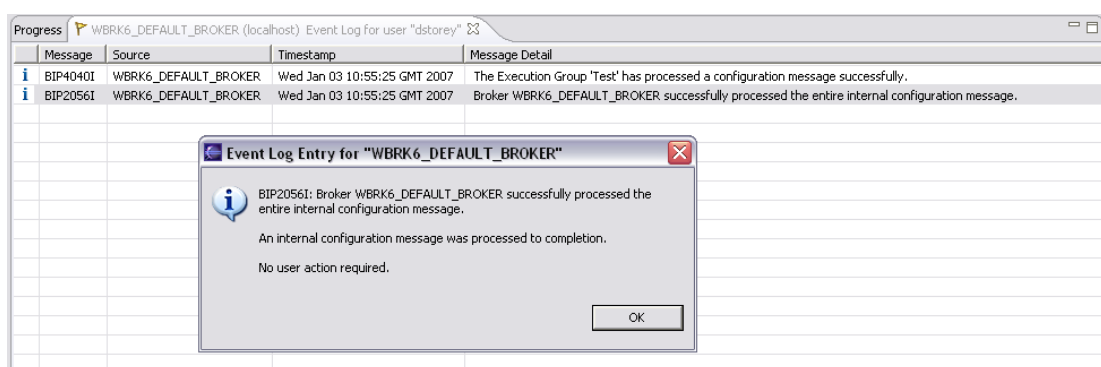 Progress WBRK6_DEFAULT_BROKER (localhost) Event Log for user "dstorey"
Message Source Timestamp Message Detail
i BIP4040I WBRK6_DEFAULT_BROKER Wed Jan 03 10:55:25 GMT 2007 The Execution Group 'Test' has processed a configuration message successfully.
i BIP2056I WBRK6_DEFAULT_BROKER Wed Jan 03 10:55:25 GMT 2007 Broker WBRK6_DEFAULT_BROKER successfully processed the entire internal configuration message.
Event Log Entry for "WBRK6_DEFAULT_BROKER"
BIP2056I: Broker WBRK6_DEFAULT_BROKER successfully processed the
entire internal configuration message.
An internal configuration message was processed to completion.
No user action required.
OK